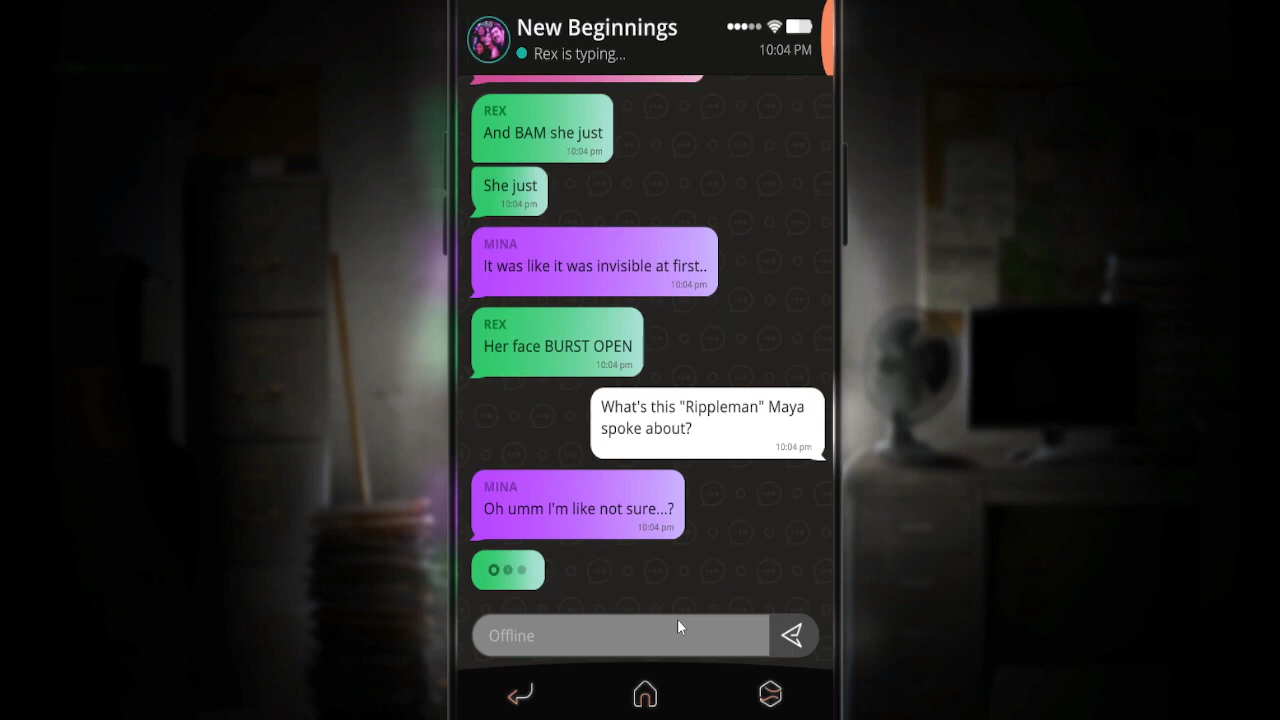 New Beginnings
Rex is typing...
10:04 PM
REX
And BAM she just
10:04 pm
She just
10:04 pm
MINA
It was like it was invisible at first..
10:04 pm
REX
Her face BURST OPEN
10:04 pm
What's this "Rippleman" Maya
spoke about?
10:04 pm
MINA
Oh umm I'm like not sure...?
10:04 pm
Offline